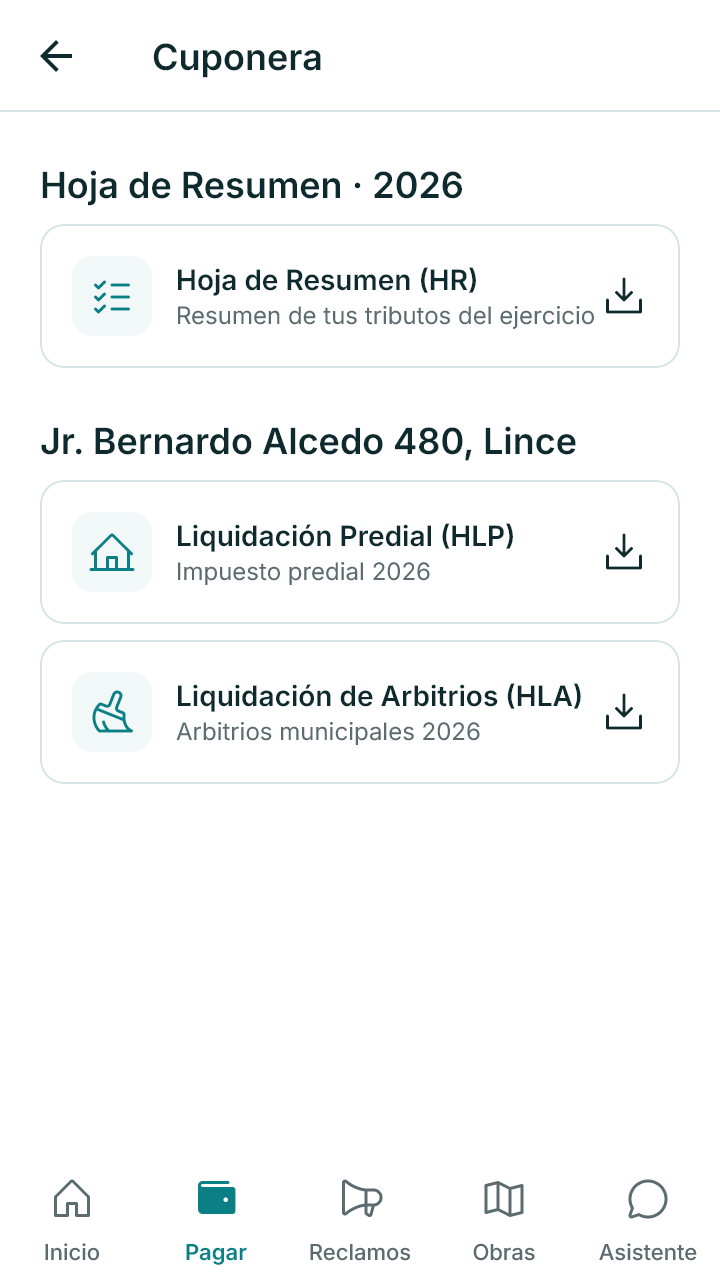 Cuponera
Hoja de Resumen · 2026
Hoja de Resumen (HR)
Resumen de tus tributos del ejercicio
Jr. Bernardo Alcedo 480, Lince
Liquidación Predial (HLP)
Impuesto predial 2026
Liquidación de Arbitrios (HLA)
Arbitrios municipales 2026
Inicio
Pagar
Reclamos
Obras
Asistente